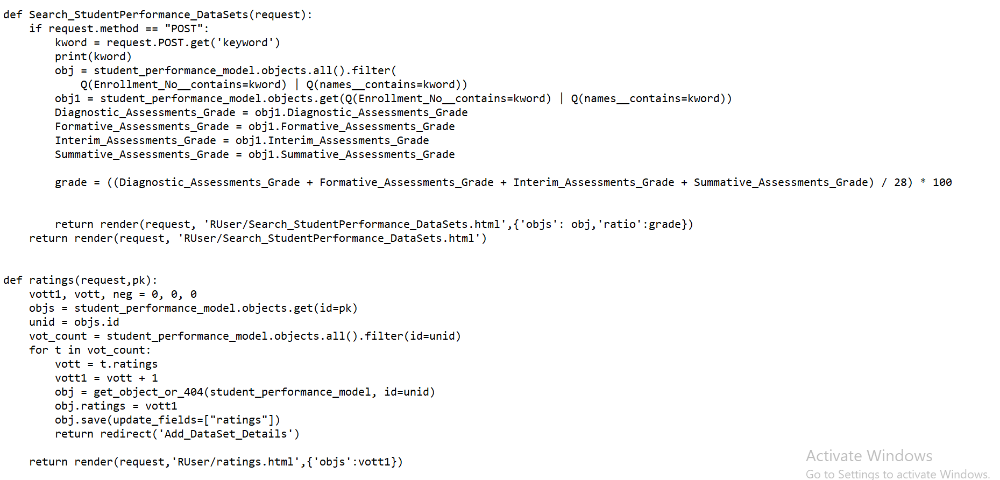 def Search_StudentPerformance_DataSets(request):
    if request.method == "POST":
        kword = request.POST.get('keyword')
        print(kword)
        obj = student_performance_model.objects.all().filter(
            Q(Enrollment_No__contains=kword) | Q(names__contains=kword))
        obj1 = student_performance_model.objects.get(Q(Enrollment_No__contains=kword) | Q(names__contains=kword))
        Diagnostic_Assessments_Grade = obj1.Diagnostic_Assessments_Grade
        Formative_Assessments_Grade = obj1.Formative_Assessments_Grade
        Interim_Assessments_Grade = obj1.Interim_Assessments_Grade
        Summative_Assessments_Grade = obj1.Summative_Assessments_Grade

        grade = ((Diagnostic_Assessments_Grade + Formative_Assessments_Grade + Interim_Assessments_Grade + Summative_Assessments_Grade) / 28) * 100


        return render(request, 'RUser/Search_StudentPerformance_DataSets.html',{'objs': obj,'ratio':grade})
    return render(request, 'RUser/Search_StudentPerformance_DataSets.html')


def ratings(request,pk):
    vott1, vott, neg = 0, 0, 0
    objs = student_performance_model.objects.get(id=pk)
    unid = objs.id
    vot_count = student_performance_model.objects.all().filter(id=unid)
    for t in vot_count:
        vott = t.ratings
        vott1 = vott + 1
        obj = get_object_or_404(student_performance_model, id=unid)
        obj.ratings = vott1
        obj.save(update_fields=["ratings"])
        return redirect('Add_DataSet_Details')

    return render(request,'RUser/ratings.html',{'objs':vott1})
Activate Windows
Go to Settings to activate Windows.